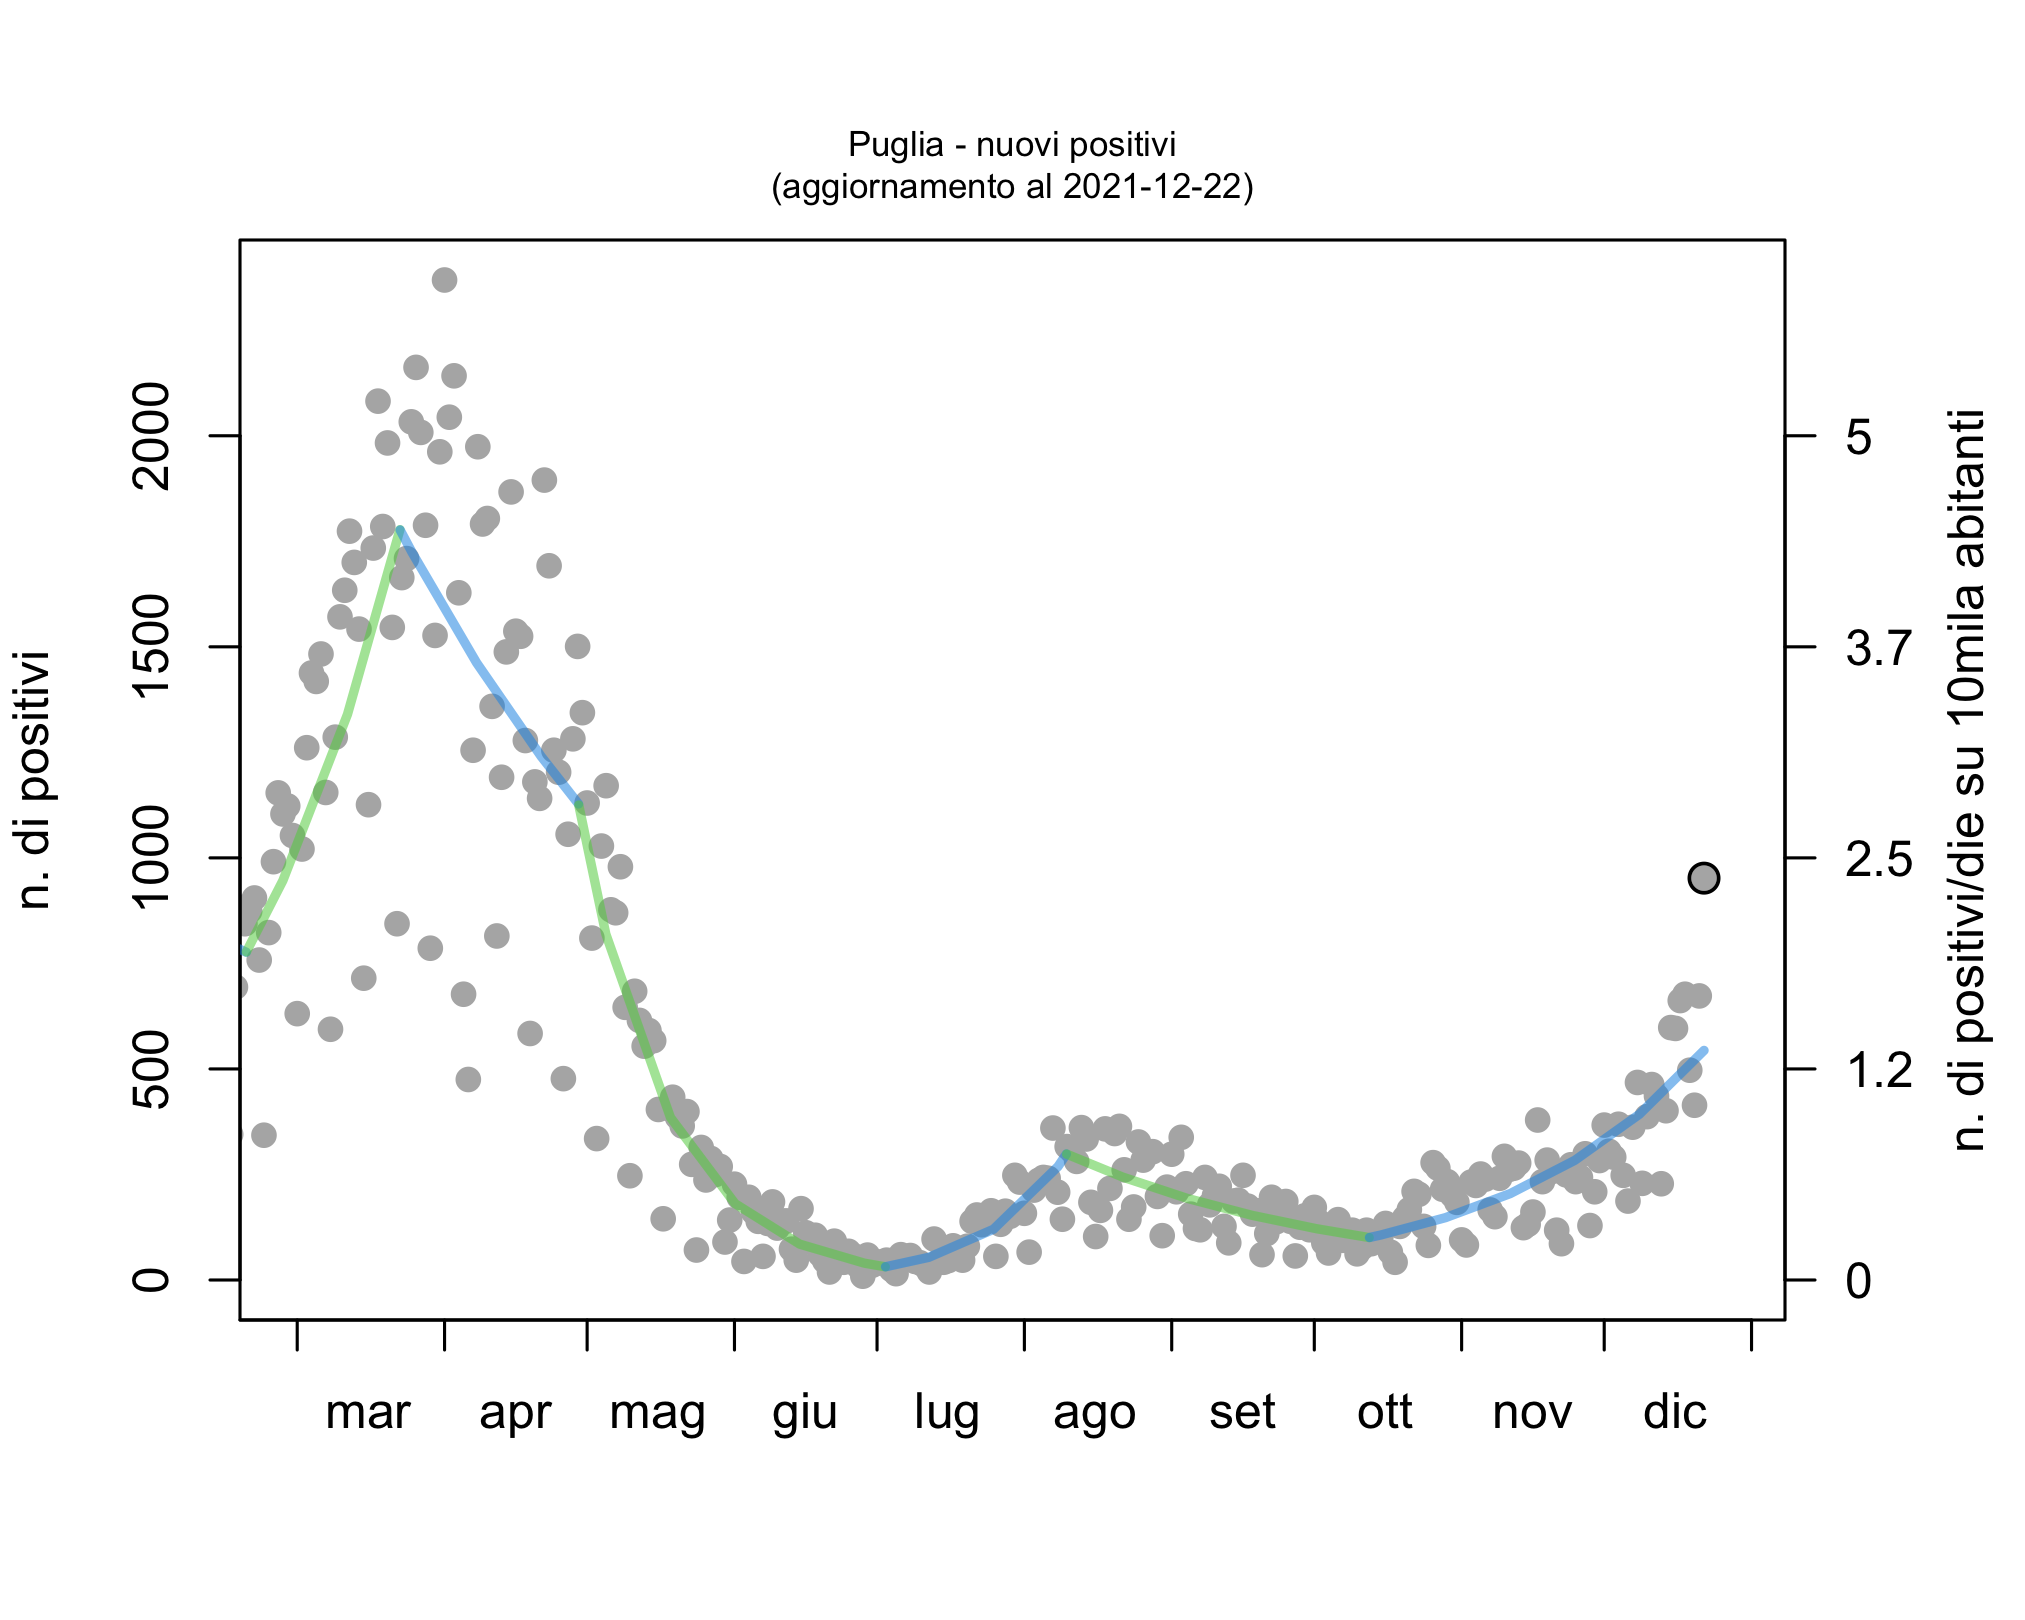 Puglia - nuovi positivi
(aggiornamento al 2021-12-22)
n. di positivi
2000
1500
1000
500
0
5
3.7
2.5
1.2
0
n. di positivi/die su 10mila abitanti
mar apr mag giu lug ago set ott nov dic